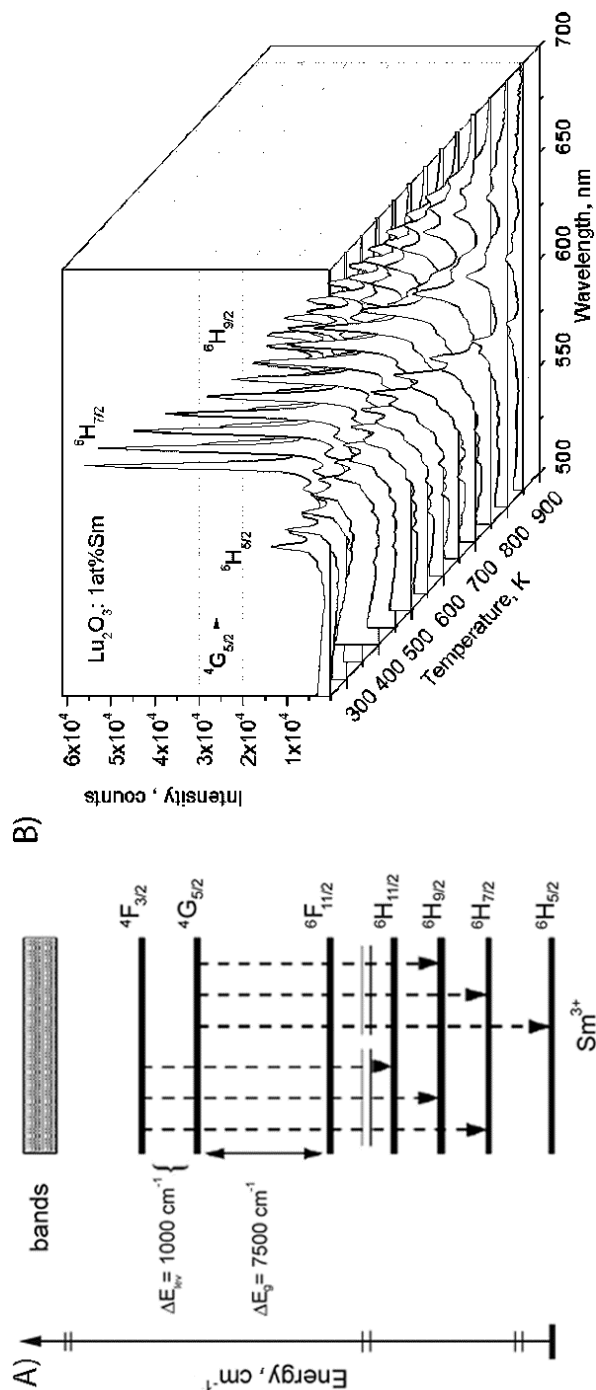 A)
Energy, cm⁻¹
bands
ΔE_lev = 1000 cm⁻¹ {
ΔE_g = 7500 cm⁻¹
⁴F₃/₂
⁴G₅/₂
⁶F₁₁/₂
⁶H₁₁/₂
⁶H₉/₂
⁶H₇/₂
⁶H₅/₂
Sm³⁺
B)
Intensity, counts
6x10⁴
5x10⁴
4x10⁴
3x10⁴
2x10⁴
1x10⁴
Lu₂O₃: 1at%Sm
⁶H₇/₂
⁶H₉/₂
⁴G₅/₂
⁶H₅/₂
300
400
500
600
700
800
900
Temperature, K
500
550
600
650
700
Wavelength, nm